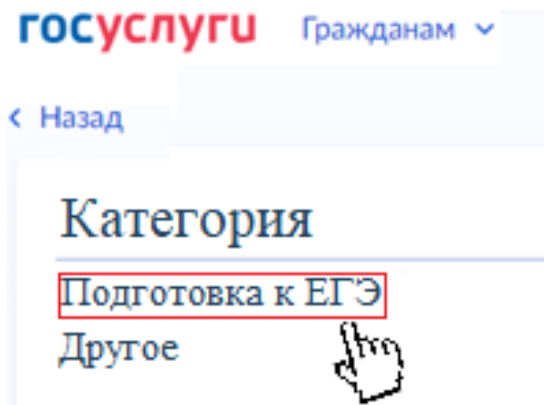 госуслуги Гражданам
Назад
Категория
Подготовка к ЕГЭ
Другое